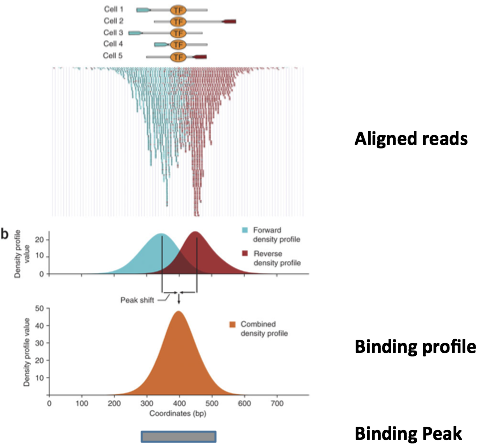 Cell 1 TF
Cell 2 TF
Cell 3 TF
Cell 4 TF
Cell 5 TF
Aligned reads
b
Density profile
value
20
10
0
Forward
density profile
Reverse
density profile
Peak shift
Density profile value
50
40
30
20
10
Combined
density profile
Binding profile
0 100 200 300 400 500 600 700
Coordinates (bp)
Binding Peak